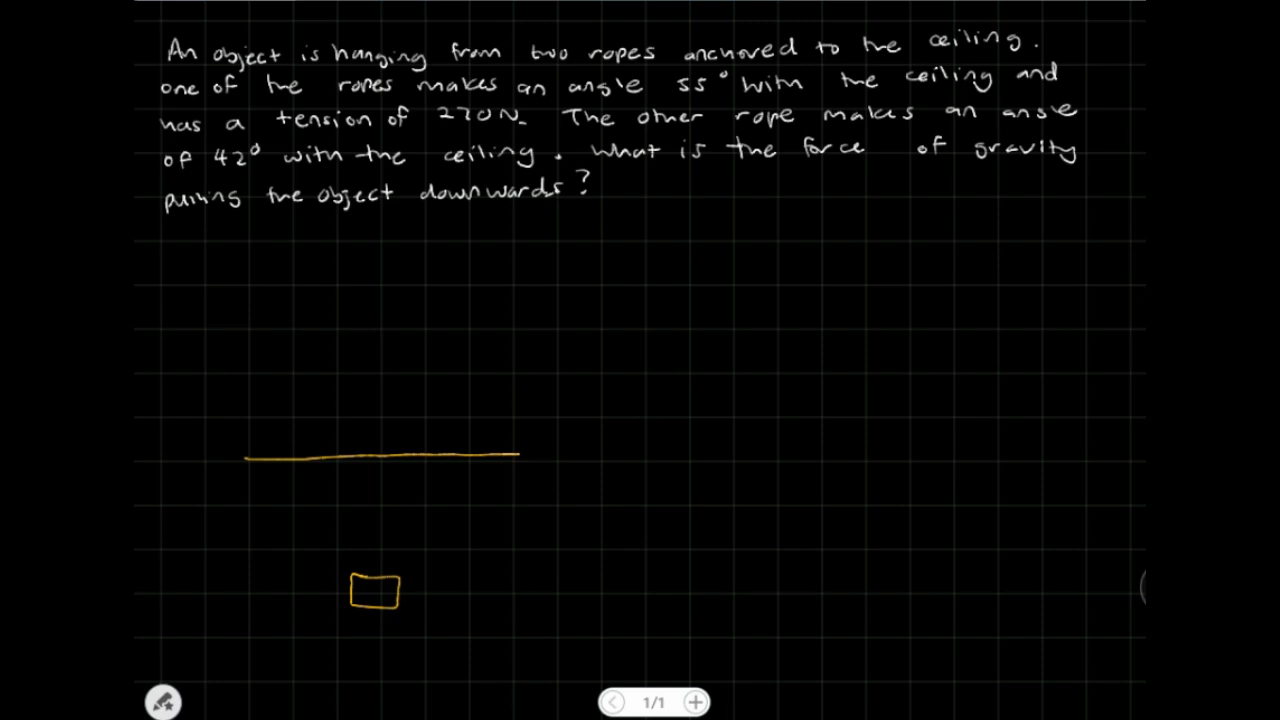 An object is hanging from two ropes anchored to the ceiling.
one of the ropes makes an angle 55° with the ceiling and
has a tension of 270N. The other rope makes an angle
of 42° with the ceiling. What is the force of gravity
pulling the object downwards?
1/1